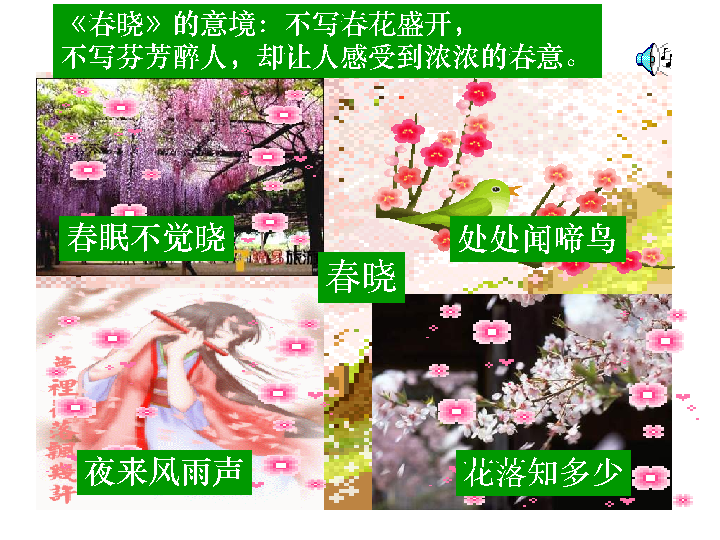 《春晓》的意境：不写春花盛开，
不写芬芳醉人，却让人感受到浓浓的春意。
春眠不觉晓
处处闻啼鸟
旅游
春晓
夜来风雨声
花落知多少